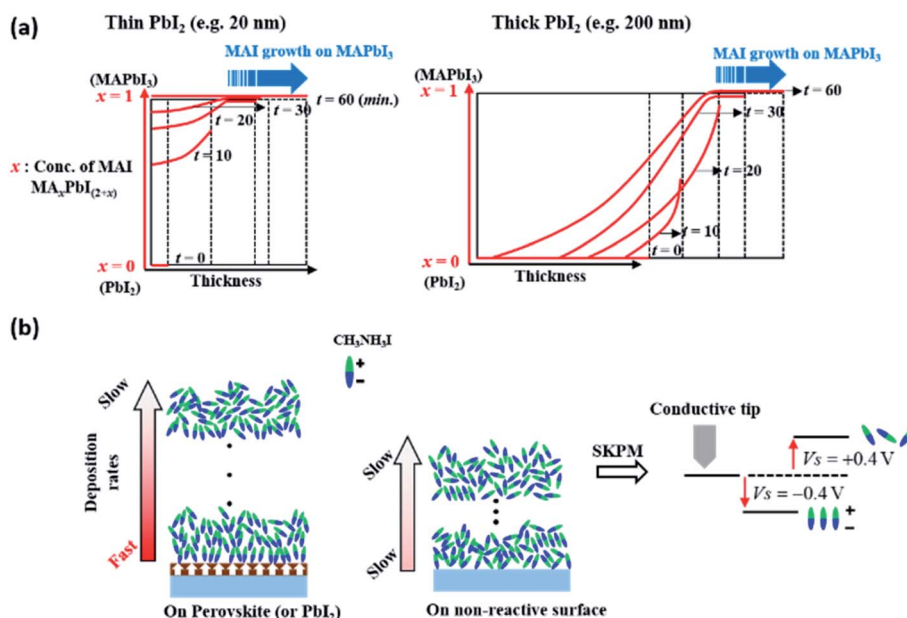 (a)
Thin PbI₂ (e.g. 20 nm)
MAI growth on MAPbI₃
(MAPbI₃)
x = 1
t = 60 (min.)
t = 30
t = 20
t = 10
x : Conc. of MAI
MAₓPbI₍₂₊ₓ₎
t = 0
x = 0
(PbI₂)
Thickness
Thick PbI₂ (e.g. 200 nm)
MAI growth on MAPbI₃
(MAPbI₃)
x = 1
t = 60
t = 30
t = 20
t = 10
t = 0
x = 0
(PbI₂)
Thickness
(b)
CH₃NH₃I
+
−
Slow
Deposition
rates
Fast
On Perovskite (or PbI₂)
Slow
Slow
On non-reactive surface
SKPM
Conductive tip
Vs = +0.4 V
Vs = −0.4 V
+
−